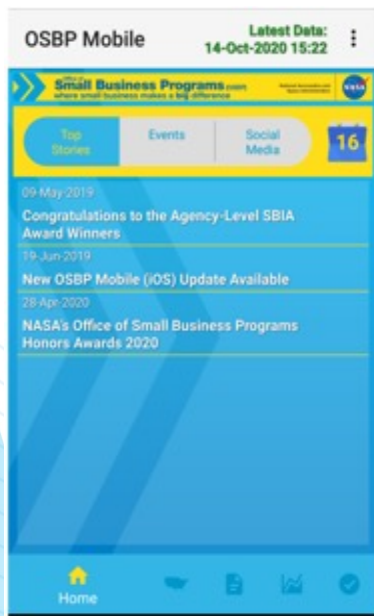 OSBP Mobile
Latest Data:
14-Oct-2020 15:22
Office of
Small Business Programs
where small business makes a big difference
NASA
Top
Stories
Events
Social
Media
16
09-May-2019
Congratulations to the Agency-Level SBIA
Award Winners
19-Jun-2019
New OSBP Mobile (iOS) Update Available
28-Apr-2020
NASA's Office of Small Business Programs
Honors Awards 2020
Home